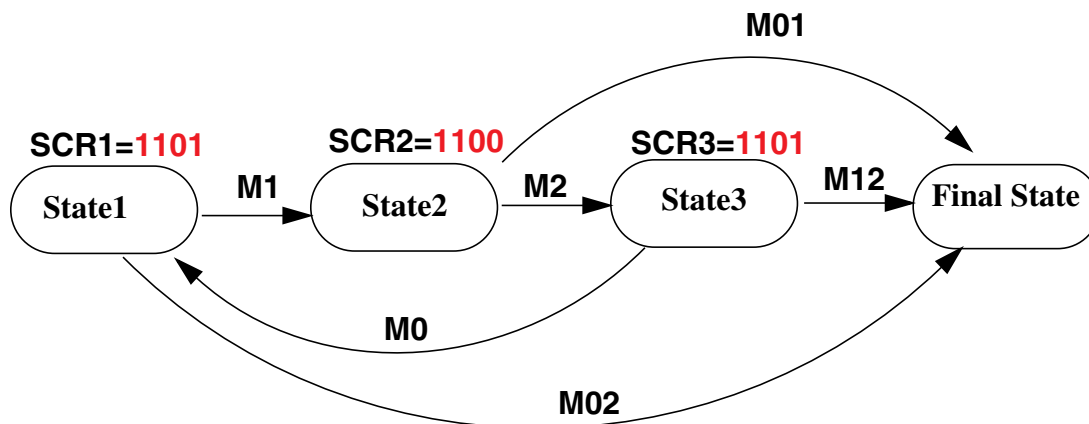 M01
SCR1=1101
SCR2=1100
SCR3=1101
State1
M1
State2
M2
State3
M12
Final State
M0
M02